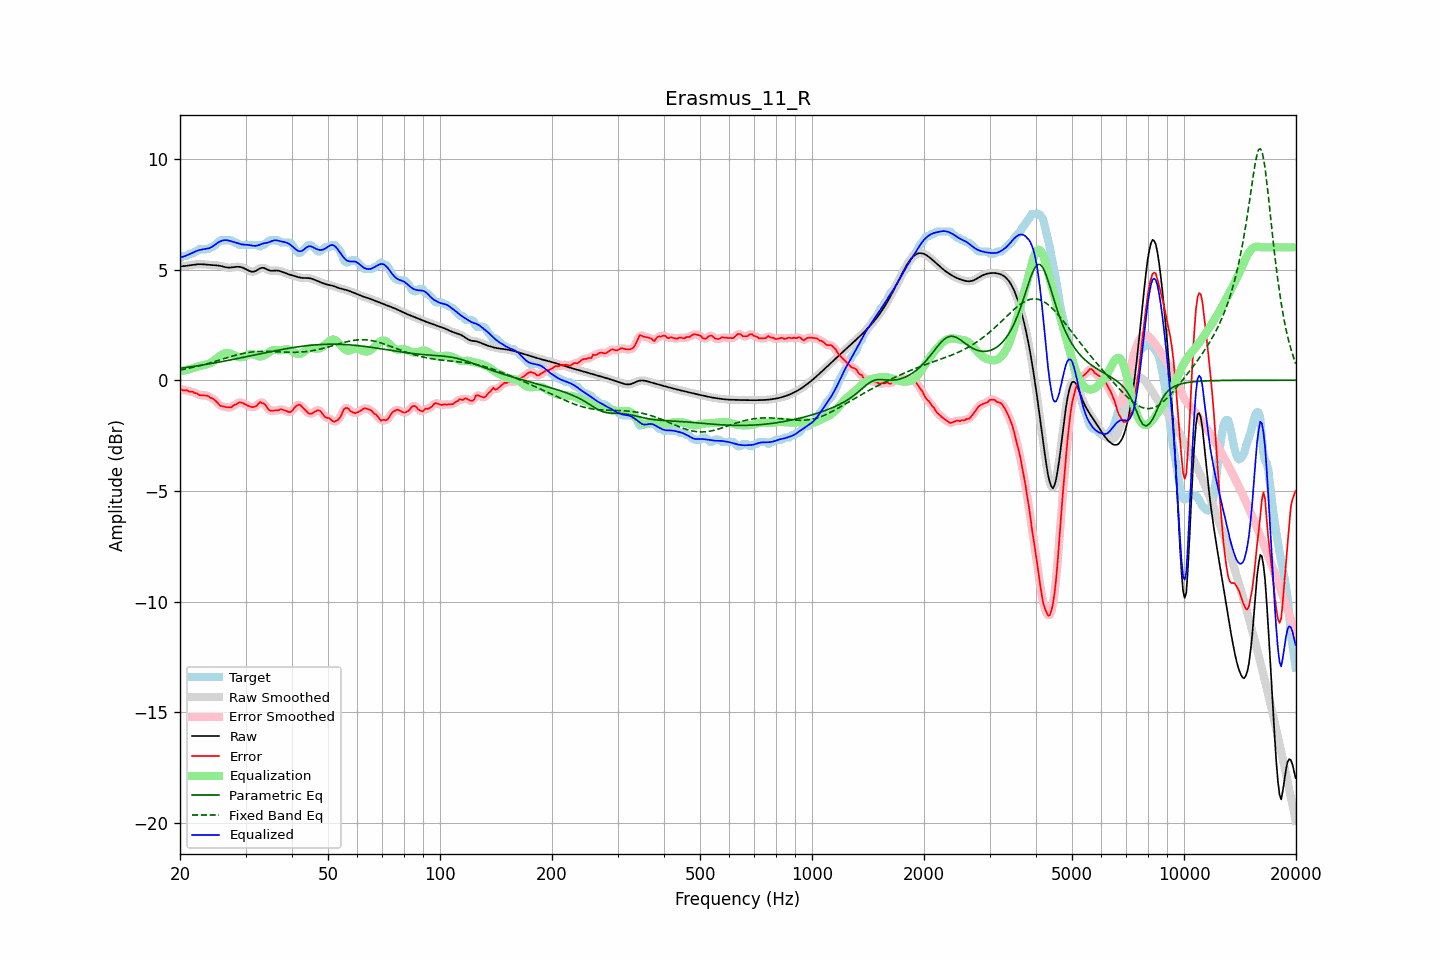 Erasmus_11_R
Amplitude (dBr)
10
5
0
−5
−10
−15
−20
Target
Raw Smoothed
Error Smoothed
Raw
Error
Equalization
Parametric Eq
Fixed Band Eq
Equalized
20 50 100 200 500 1000 2000 5000 10000 20000
Frequency (Hz)